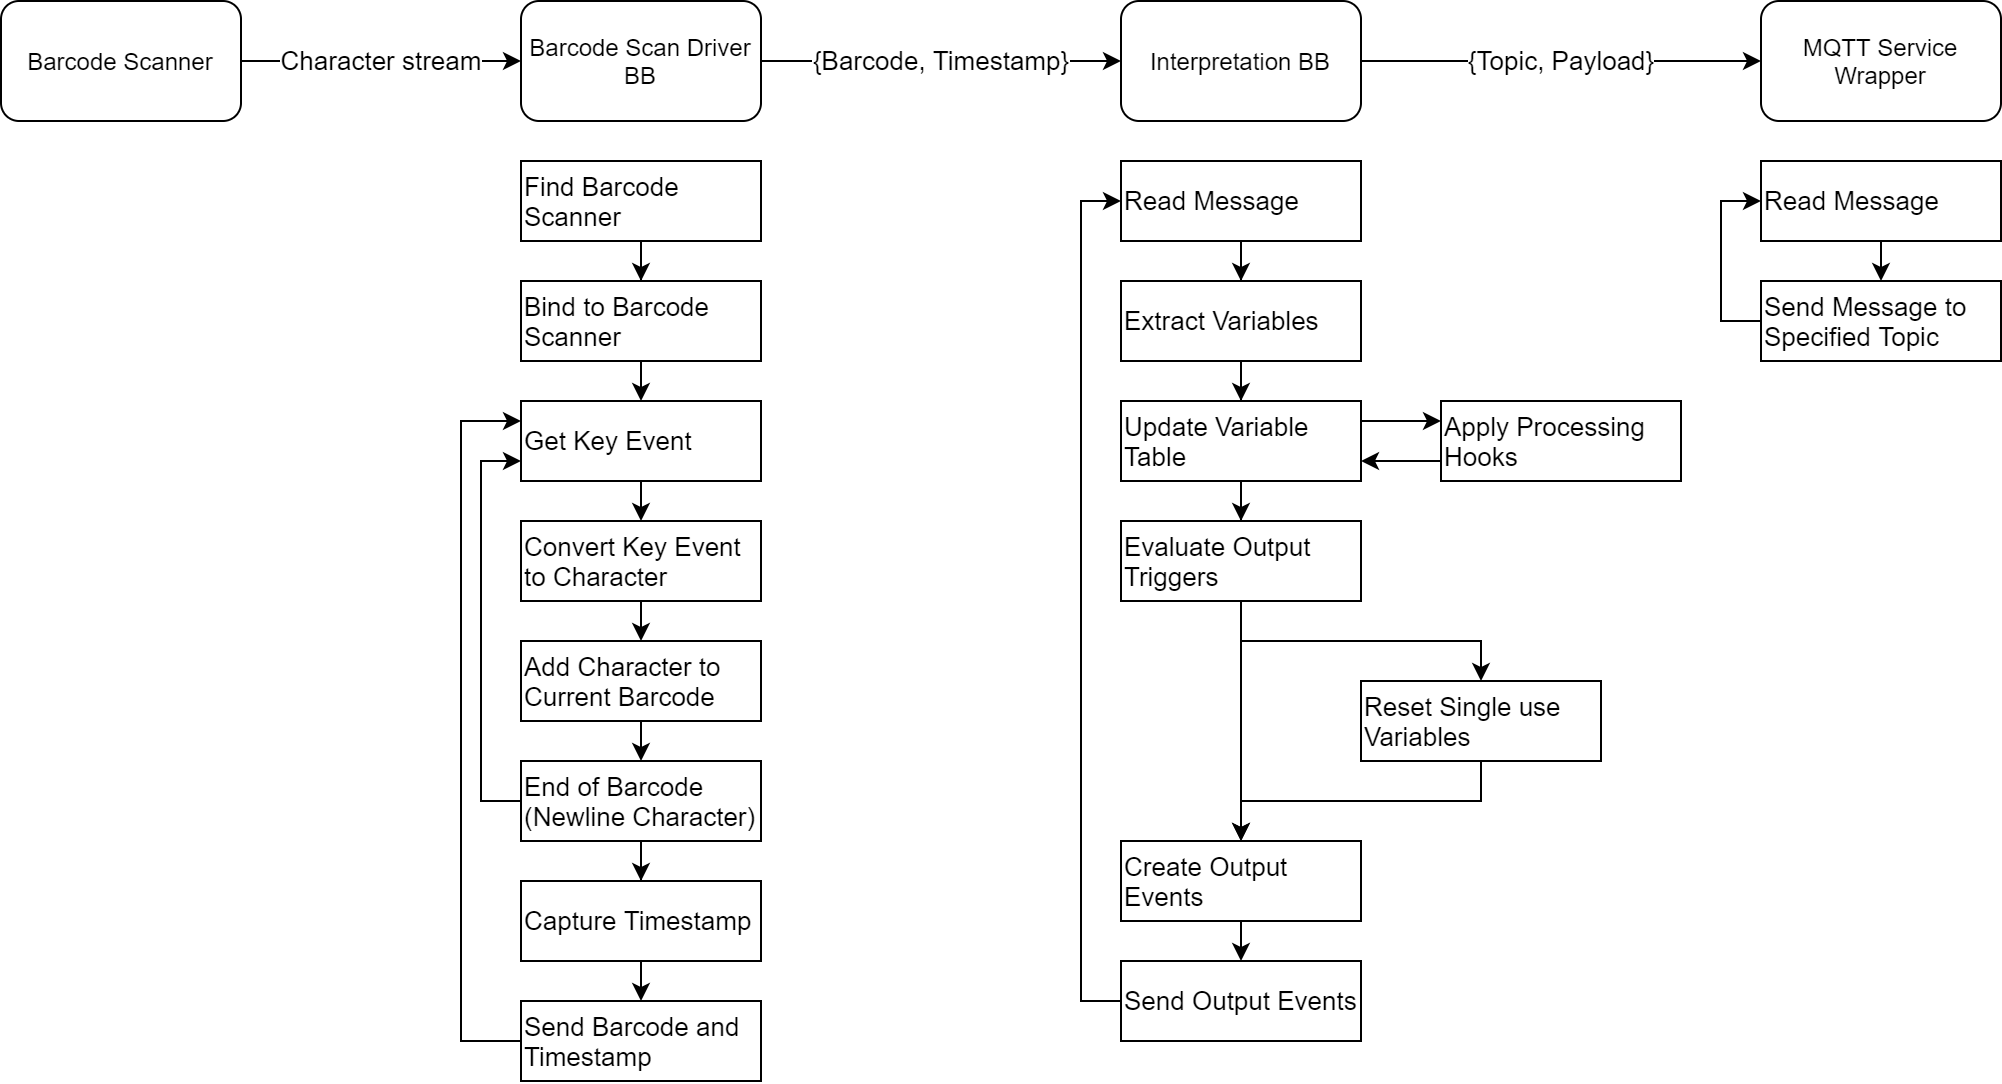 Barcode Scanner
Character stream
Barcode Scan Driver
BB
{Barcode, Timestamp}
Interpretation BB
{Topic, Payload}
MQTT Service
Wrapper
Find Barcode
Scanner
Bind to Barcode
Scanner
Get Key Event
Convert Key Event
to Character
Add Character to
Current Barcode
End of Barcode
(Newline Character)
Capture Timestamp
Send Barcode and
Timestamp
Read Message
Extract Variables
Update Variable
Table
Apply Processing
Hooks
Evaluate Output
Triggers
Reset Single use
Variables
Create Output
Events
Send Output Events
Read Message
Send Message to
Specified Topic